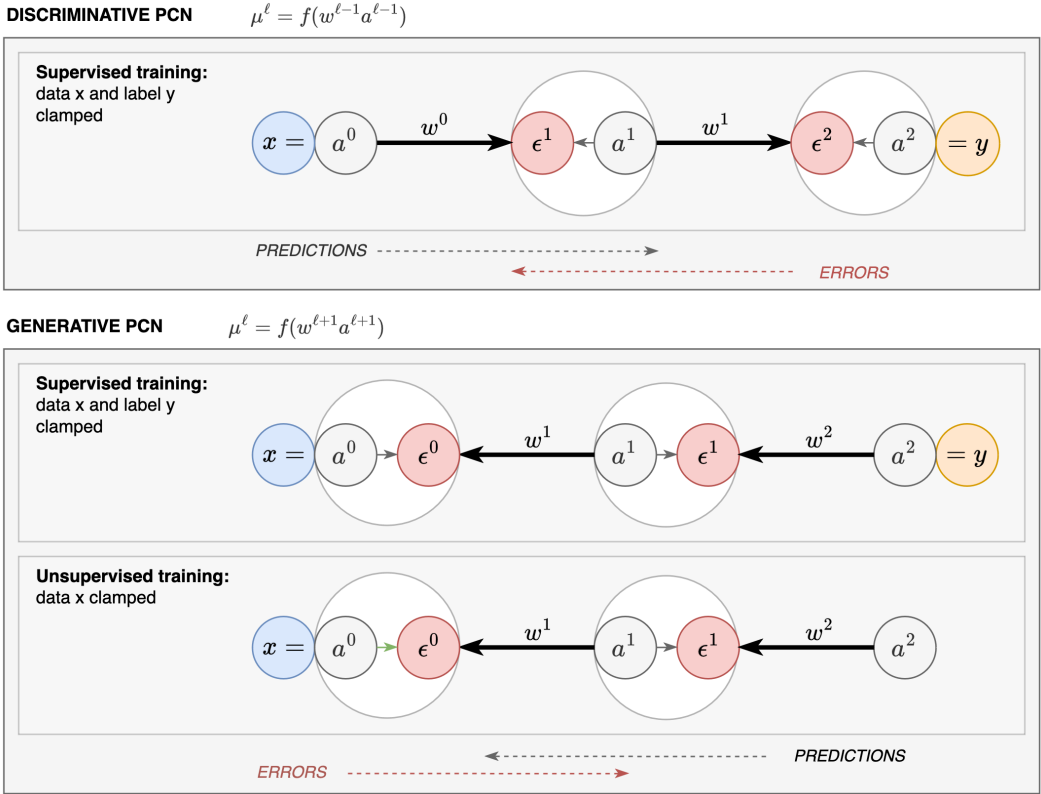 DISCRIMINATIVE PCN μ^ℓ = f(w^{ℓ−1}a^{ℓ−1})
Supervised training:
data x and label y
clamped
x = a^0 w^0 ϵ^1 a^1 w^1 ϵ^2 a^2 = y
PREDICTIONS
ERRORS
GENERATIVE PCN μ^ℓ = f(w^{ℓ+1}a^{ℓ+1})
Supervised training:
data x and label y
clamped
x = a^0 ϵ^0 w^1 a^1 ϵ^1 w^2 a^2 = y
Unsupervised training:
data x clamped
x = a^0 ϵ^0 w^1 a^1 ϵ^1 w^2 a^2
PREDICTIONS
ERRORS